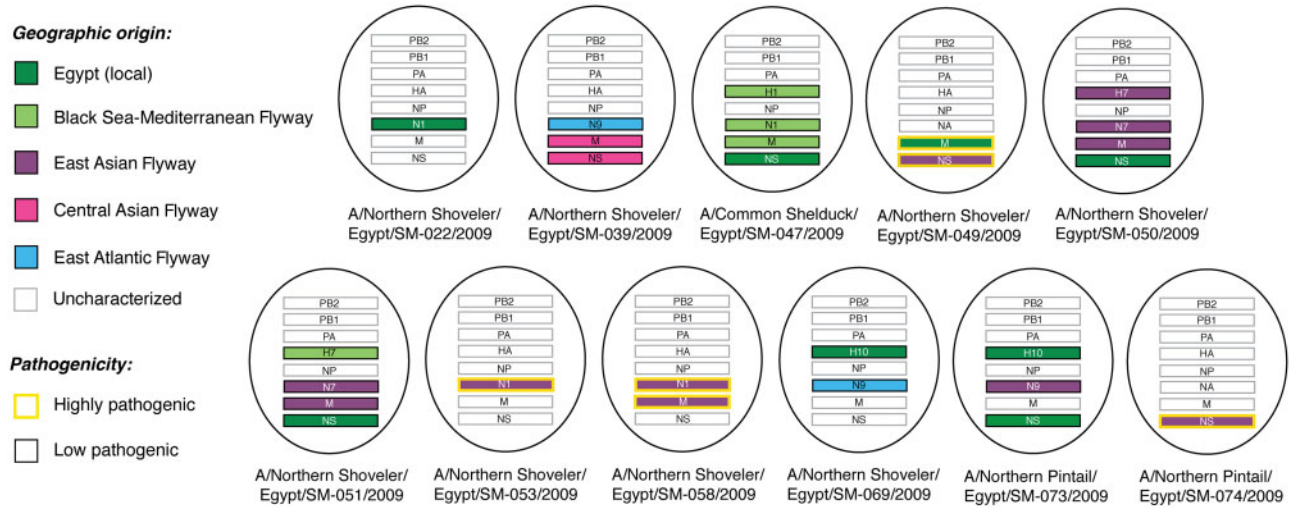 Geographic origin:
Egypt (local)
Black Sea-Mediterranean Flyway
East Asian Flyway
Central Asian Flyway
East Atlantic Flyway
Uncharacterized
Pathogenicity:
Highly pathogenic
Low pathogenic
PB2
PB1
PA
HA
NP
N1
M
NS
A/Northern Shoveler/
Egypt/SM-022/2009
PB2
PB1
PA
HA
NP
N9
M
NS
A/Northern Shoveler/
Egypt/SM-039/2009
PB2
PB1
PA
H1
NP
N1
M
NS
A/Common Shelduck/
Egypt/SM-047/2009
PB2
PB1
PA
HA
NP
NA
M
NS
A/Northern Shoveler/
Egypt/SM-049/2009
PB2
PB1
PA
H7
NP
N7
M
NS
A/Northern Shoveler/
Egypt/SM-050/2009
PB2
PB1
PA
H7
NP
N7
M
NS
A/Northern Shoveler/
Egypt/SM-051/2009
PB2
PB1
PA
HA
NP
N1
M
NS
A/Northern Shoveler/
Egypt/SM-053/2009
PB2
PB1
PA
HA
NP
N1
M
NS
A/Northern Shoveler/
Egypt/SM-058/2009
PB2
PB1
PA
H10
NP
N9
M
NS
A/Northern Shoveler/
Egypt/SM-069/2009
PB2
PB1
PA
H10
NP
N9
M
NS
A/Northern Pintail/
Egypt/SM-073/2009
PB2
PB1
PA
HA
NP
NA
M
NS
A/Northern Pintail/
Egypt/SM-074/2009